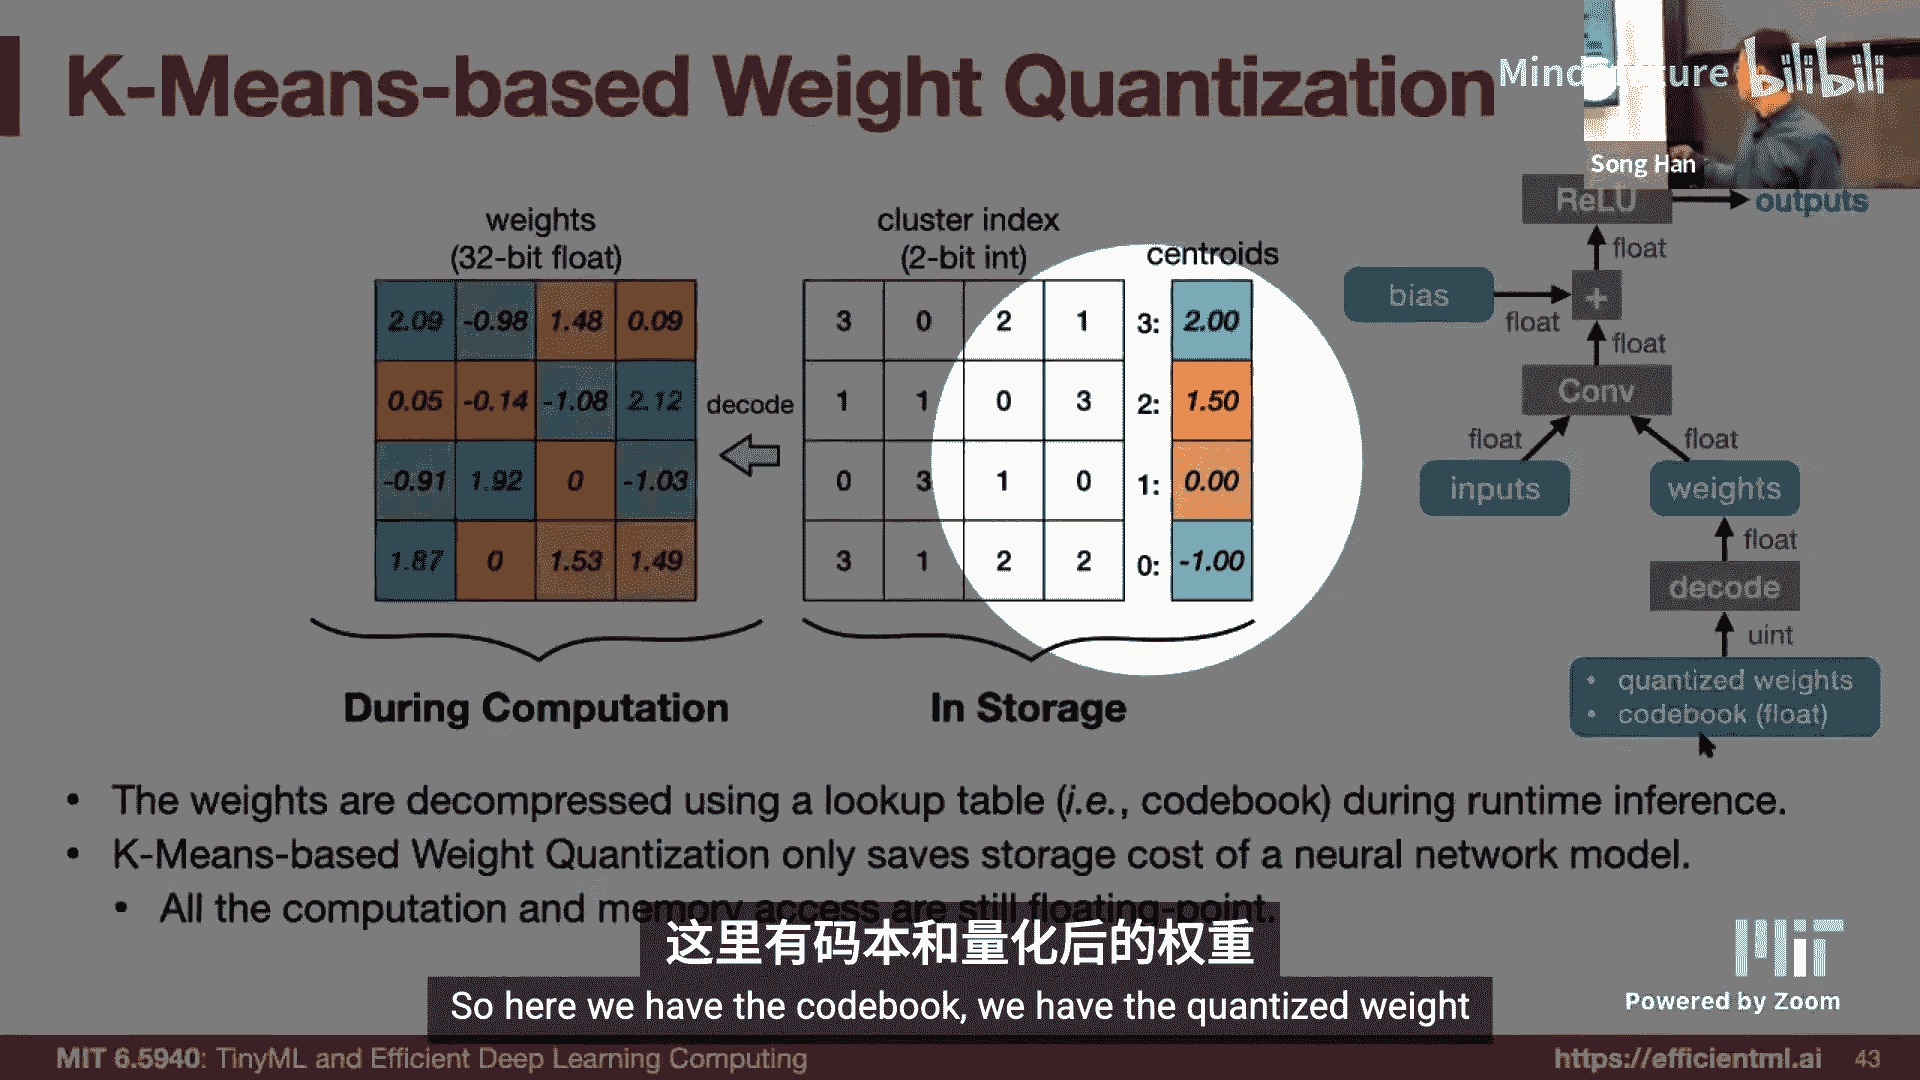 K-Means-based Weight Quantization
bilibili
Song Han
weights
(32-bit float)
2.09 -0.98 1.48 0.09
0.05 -0.14 -1.08 2.12
-0.91 1.92 0 -1.03
1.87 0 1.53 1.49
During Computation
decode
cluster index
(2-bit int)
3 0 2 1
1 1 0 3
0 3 1 0
3 1 2 2
centroids
3: 2.00
2: 1.50
1: 0.00
0: -1.00
In Storage
ReLU
outputs
float
bias
float
+
float
Conv
float
float
inputs
weights
float
decode
uint
• quantized weights
• codebook (float)
• The weights are decompressed using a lookup table (i.e., codebook) during runtime inference.
• K-Means-based Weight Quantization only saves storage cost of a neural network model.
• All the computation and memory access are still floating-point.
这里有码本和量化后的权重
So here we have the codebook, we have the quantized weight
MIT
Powered by Zoom
MIT 6.5940: TinyML and Efficient Deep Learning Computing
https://efficientml.ai
43